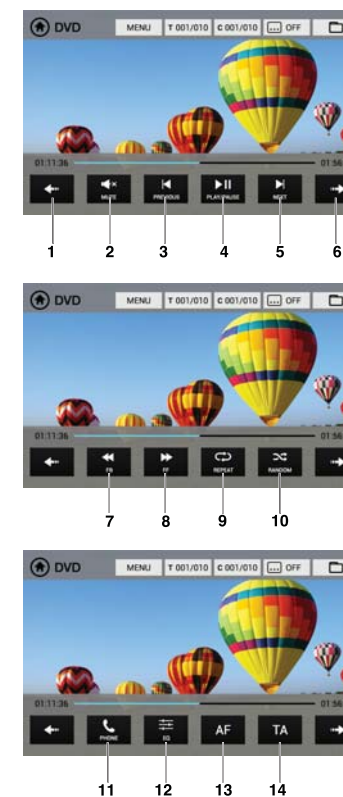 DVD MENU T 001/010 C 001/010 ... OFF
01:11:36 01:56
MUTE PREVIOUS PLAY/PAUSE NEXT
1 2 3 4 5 6
DVD MENU T 001/010 C 001/010 ... OFF
01:11:36 01:56
FR FF REPEAT RANDOM
7 8 9 10
DVD MENU T 001/010 C 001/010 ... OFF
01:11:36 01:56
PHONE EQ AF TA
11 12 13 14